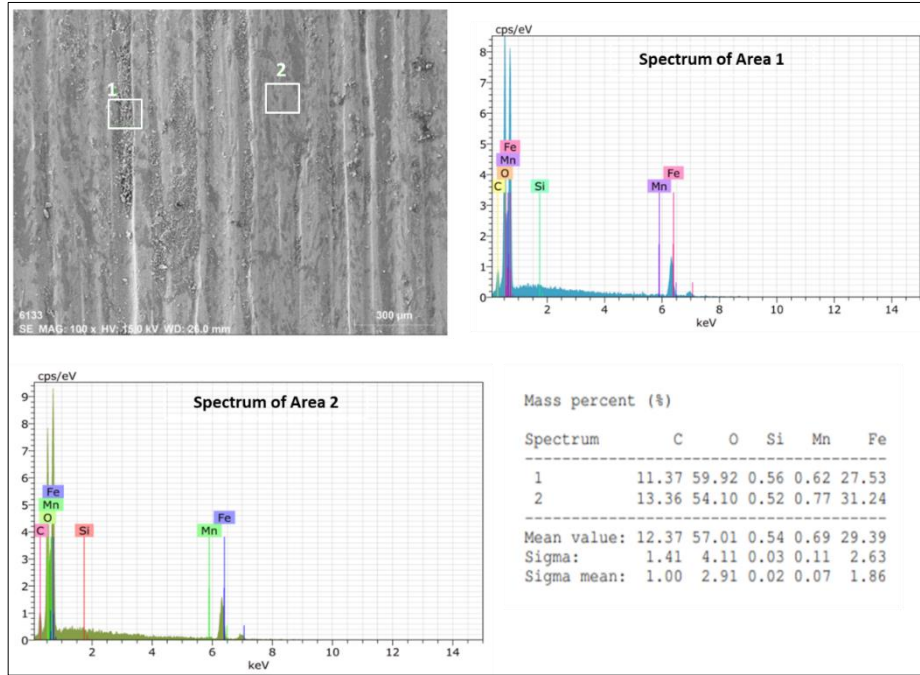 1
2
6133
SE MAG: 100 x HV: 15.0 kV WD: 26.0 mm
300 µm
cps/eV
Spectrum of Area 1
8
7
6
5
4
3
2
1
0
Fe
Mn
O
C
Si
Mn
Fe
2 4 6 8 10 12 14
keV
cps/eV
Spectrum of Area 2
9
8
7
6
5
4
3
2
1
0
Fe
Mn
O
C
Si
Mn
Fe
2 4 6 8 10 12 14
keV
Mass percent (%)
Spectrum C O Si Mn Fe
1 11.37 59.92 0.56 0.62 27.53
2 13.36 54.10 0.52 0.77 31.24
Mean value: 12.37 57.01 0.54 0.69 29.39
Sigma: 1.41 4.11 0.03 0.11 2.63
Sigma mean: 1.00 2.91 0.02 0.07 1.86